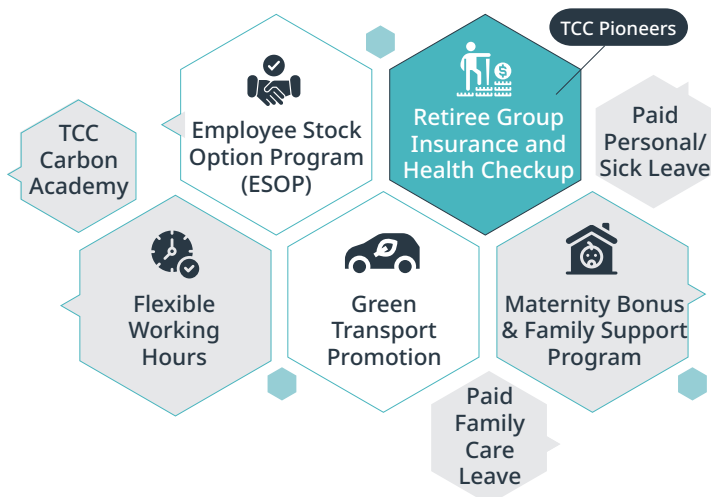 TCC Pioneers
Employee Stock
Option Program
(ESOP)
Retiree Group
Insurance and
Health Checkup
Paid
Personal/
Sick Leave
TCC
Carbon
Academy
Flexible
Working
Hours
Green
Transport
Promotion
Maternity Bonus
& Family Support
Program
Paid
Family
Care
Leave